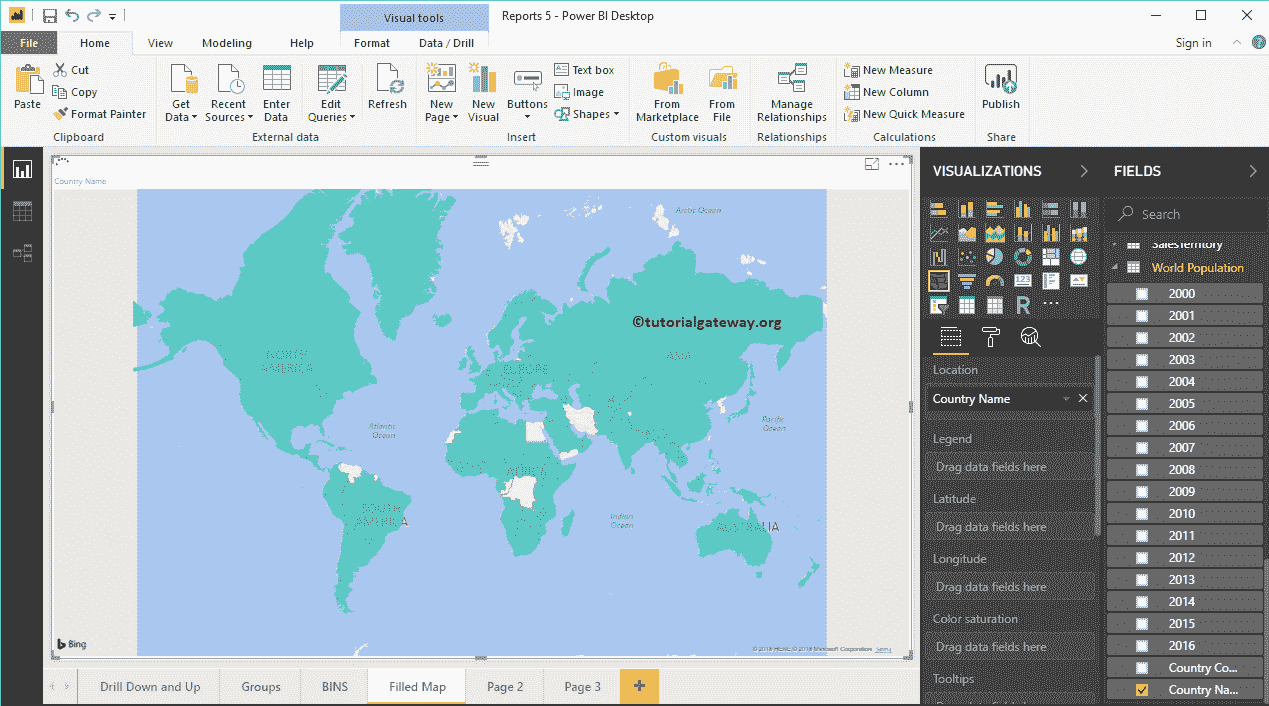 Visual tools
Reports 5 - Power BI Desktop
File
Home
View
Modeling
Help
Format
Data / Drill
Sign in
Paste
Cut
Copy
Format Painter
Clipboard
Get Data
Recent Sources
Enter Data
Edit Queries
External data
Refresh
New Page
New Visual
Buttons
Text box
Image
Shapes
Insert
From Marketplace
From File
Custom visuals
Manage Relationships
Relationships
New Measure
New Column
New Quick Measure
Calculations
Publish
Share
Country Name
Arctic Ocean
©tutorialgateway.org
NORTH
AMERICA
EUROPE
ASIA
Atlantic
Ocean
Pacific
Ocean
AFRICA
SOUTH
AMERICA
Indian
Ocean
AUSTRALIA
Bing
© 2018 HERE, © 2018 Microsoft Corporation Terms
Drill Down and Up
Groups
BINS
Filled Map
Page 2
Page 3
+
VISUALIZATIONS
123
R
Location
Country Name
Legend
Drag data fields here
Latitude
Drag data fields here
Longitude
Drag data fields here
Color saturation
Drag data fields here
Tooltips
FIELDS
Search
SalesTerritory
World Population
2000
2001
2002
2003
2004
2005
2006
2007
2008
2009
2010
2011
2012
2013
2014
2015
2016
Country Co...
Country Na...